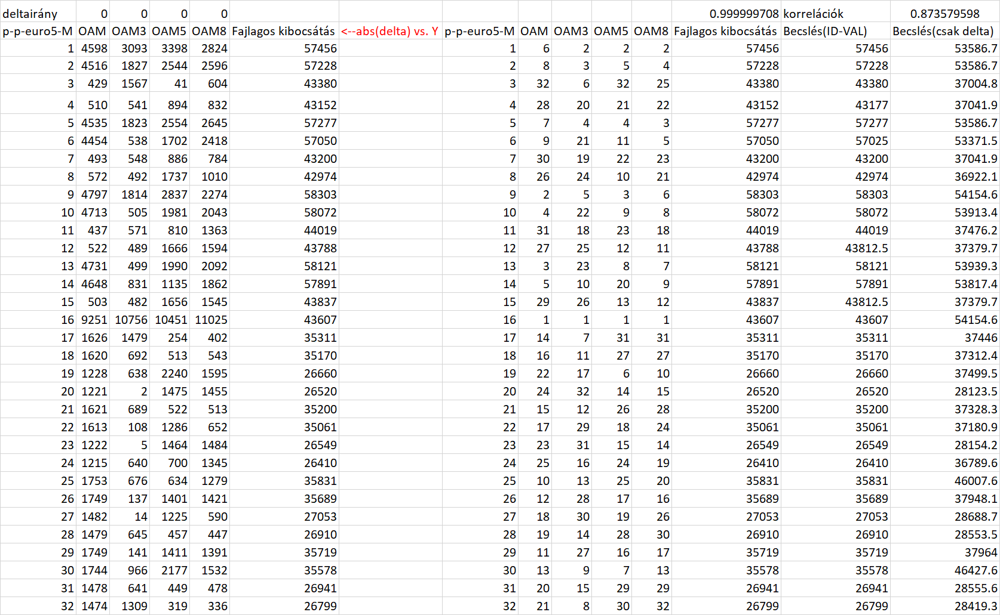 deltairány 0 0 0 0 0.999999708 korrelációk 0.873579598
p-p-euro5-M OAM OAM3 OAM5 OAM8 Fajlagos kibocsátás <--abs(delta) vs. Y p-p-euro5-M OAM OAM3 OAM5 OAM8 Fajlagos kibocsátás Becslés(ID-VAL) Becslés(csak delta)
1 4598 3093 3398 2824 57456 1 6 2 2 2 57456 57456 53586.7
2 4516 1827 2544 2596 57228 2 8 3 5 4 57228 57228 53586.7
3 429 1567 41 604 43380 3 32 6 32 25 43380 43380 37004.8
4 510 541 894 832 43152 4 28 20 21 22 43152 43177 37041.9
5 4535 1823 2554 2645 57277 5 7 4 4 3 57277 57277 53586.7
6 4454 538 1702 2418 57050 6 9 21 11 5 57050 57025 53371.5
7 493 548 886 784 43200 7 30 19 22 23 43200 43200 37041.9
8 572 492 1737 1010 42974 8 26 24 10 21 42974 42974 36922.1
9 4797 1814 2837 2274 58303 9 2 5 3 6 58303 58303 54154.6
10 4713 505 1981 2043 58072 10 4 22 9 8 58072 58072 53913.4
11 437 571 810 1363 44019 11 31 18 23 18 44019 44019 37476.2
12 522 489 1666 1594 43788 12 27 25 12 11 43788 43812.5 37379.7
13 4731 499 1990 2092 58121 13 3 23 8 7 58121 58121 53939.3
14 4648 831 1135 1862 57891 14 5 10 20 9 57891 57891 53817.4
15 503 482 1656 1545 43837 15 29 26 13 12 43837 43812.5 37379.7
16 9251 10756 10451 11025 43607 16 1 1 1 1 43607 43607 54154.6
17 1626 1479 254 402 35311 17 14 7 31 31 35311 35311 37446
18 1620 692 513 543 35170 18 16 11 27 27 35170 35170 37312.4
19 1228 638 2240 1595 26660 19 22 17 6 10 26660 26660 37499.5
20 1221 2 1475 1455 26520 20 24 32 14 15 26520 26520 28123.5
21 1621 689 522 513 35200 21 15 12 26 28 35200 35200 37328.3
22 1613 108 1286 652 35061 22 17 29 18 24 35061 35061 37180.9
23 1222 5 1464 1484 26549 23 23 31 15 14 26549 26549 28154.2
24 1215 640 700 1345 26410 24 25 16 24 19 26410 26410 36789.6
25 1753 676 634 1279 35831 25 10 13 25 20 35831 35831 46007.6
26 1749 137 1401 1421 35689 26 12 28 17 16 35689 35689 37948.1
27 1482 14 1225 590 27053 27 18 30 19 26 27053 27053 28688.7
28 1479 645 457 447 26910 28 19 14 28 30 26910 26910 28553.5
29 1749 141 1411 1391 35719 29 11 27 16 17 35719 35719 37964
30 1744 966 2177 1532 35578 30 13 9 7 13 35578 35578 46427.6
31 1478 641 449 478 26941 31 20 15 29 29 26941 26941 28555.6
32 1474 1309 319 336 26799 32 21 8 30 32 26799 26799 28419.3